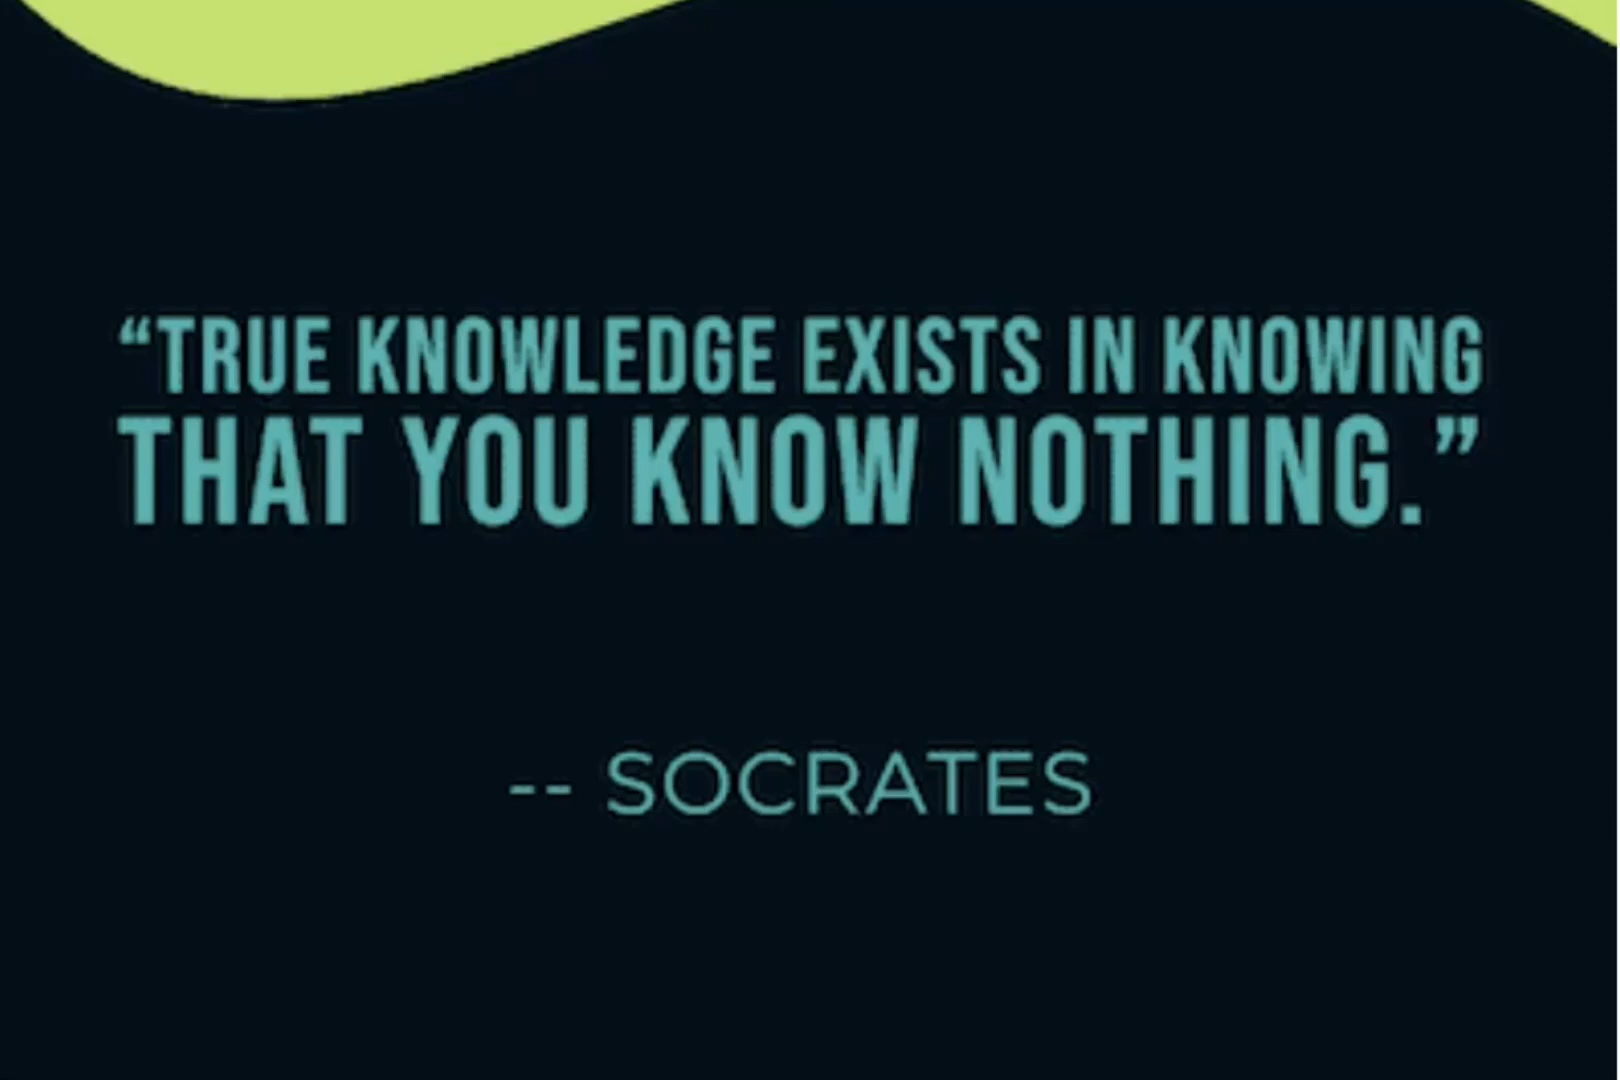 “TRUE KNOWLEDGE EXISTS IN KNOWING
THAT YOU KNOW NOTHING.”
-- SOCRATES